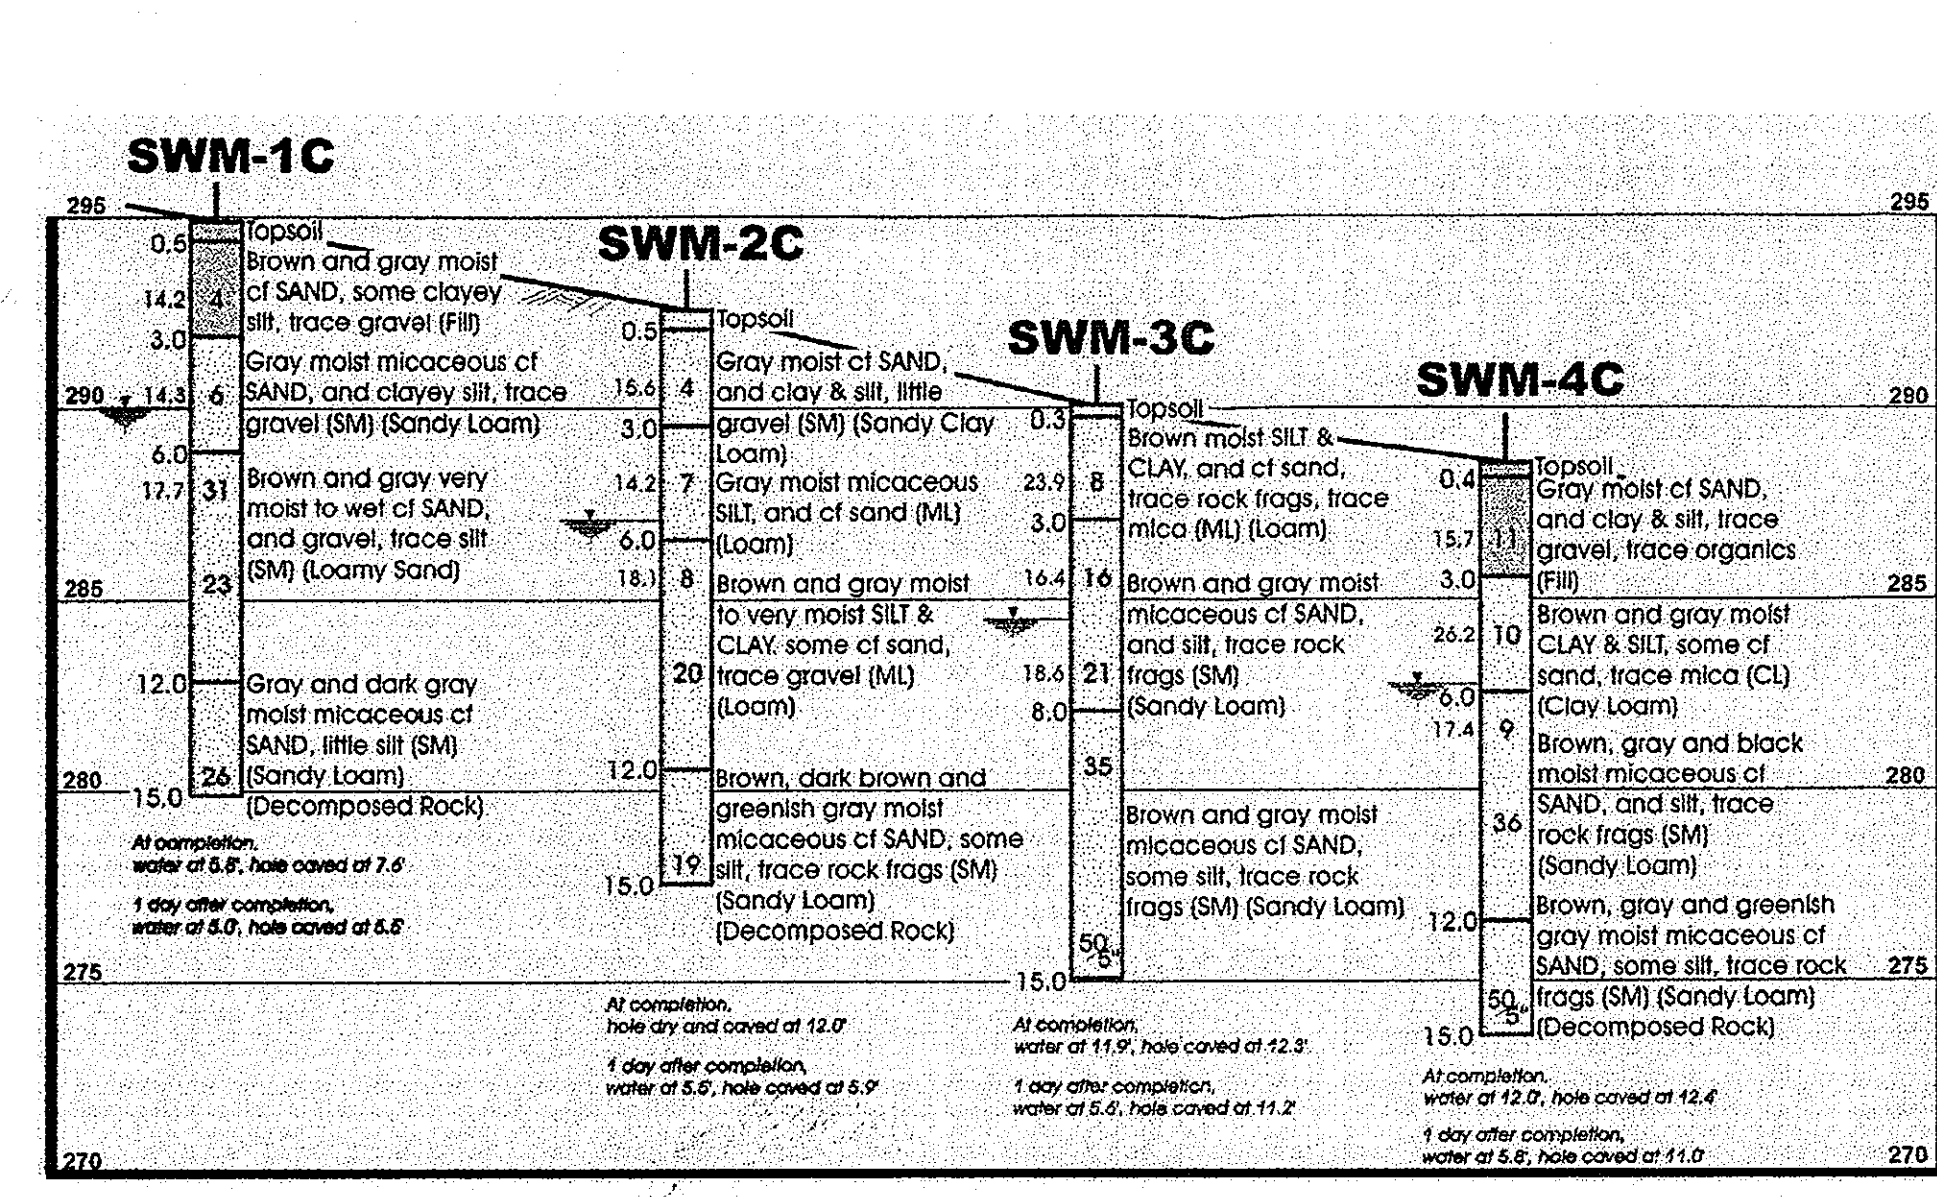 SWM-1C
295
Topsoil
0.5
Brown and gray moist
cf SAND, some clayey
silt, trace gravel (Fill)
14.2
4
3.0
Gray moist micaceous cf
SAND, and clayey silt, trace
gravel (SM) (Sandy Loam)
290
14.3
6
6.0
Brown and gray very
moist to wet cf SAND,
and gravel, trace silt
(SM) (Loamy Sand)
17.7
31
285
23
12.0
Gray and dark gray
moist micaceous cf
SAND, little silt (SM)
(Sandy Loam)
(Decomposed Rock)
280
26
15.0
At completion,
water at 5.8', hole caved at 7.6'
1 day after completion,
water at 5.0', hole caved at
275
270
SWM-2C
Topsoil
0.5
Gray moist cf SAND,
and clay & silt, little
gravel (SM) (Sandy Clay
Loam)
15.6
4
3.0
Gray moist micaceous
SILT, and cf sand (ML)
(Loam)
14.2
7
6.0
18.1
8
Brown and gray moist
to very moist SILT &
CLAY, some cf sand,
trace gravel (ML)
(Loam)
20
12.0
Brown, dark brown and
greenish gray moist
micaceous cf SAND, some
silt, trace rock frags (SM)
(Sandy Loam)
(Decomposed Rock)
19
15.0
At completion,
hole dry and caved at 12.0'
1 day after completion,
water at 5.5', hole caved at 5.9'
SWM-3C
Topsoil
0.3
Brown moist SILT &
CLAY, and cf sand,
trace rock frags, trace
mica (ML) (Loam)
23.9
8
3.0
16.4
16
Brown and gray moist
micaceous cf SAND,
and silt, trace rock
frags (SM)
(Sandy Loam)
18.6
21
8.0
35
Brown and gray moist
micaceous cf SAND,
some silt, trace rock
frags (SM) (Sandy Loam)
50
5"
15.0
At completion,
water at 11.9', hole caved at 12.3'
1 day after completion,
water at 5.6', hole caved at 11.2'
SWM-4C
295
290
Topsoil
0.4
Gray moist cf SAND,
and clay & silt, trace
gravel, trace organics
(Fill)
15.7
11
3.0
285
Brown and gray moist
CLAY & SILT, some cf
sand, trace mica (CL)
(Clay Loam)
26.2
10
6.0
17.4
9
Brown, gray and black
moist micaceous cf
SAND, and silt, trace
rock frags (SM)
(Sandy Loam)
280
36
12.0
Brown, gray and greenish
gray moist micaceous cf
SAND, some silt, trace rock
frags (SM) (Sandy Loam)
(Decomposed Rock)
275
50
5"
15.0
At completion,
water at 12.0', hole caved at 12.4'
1 day after completion,
water at 5.8', hole caved at 11.0'
270